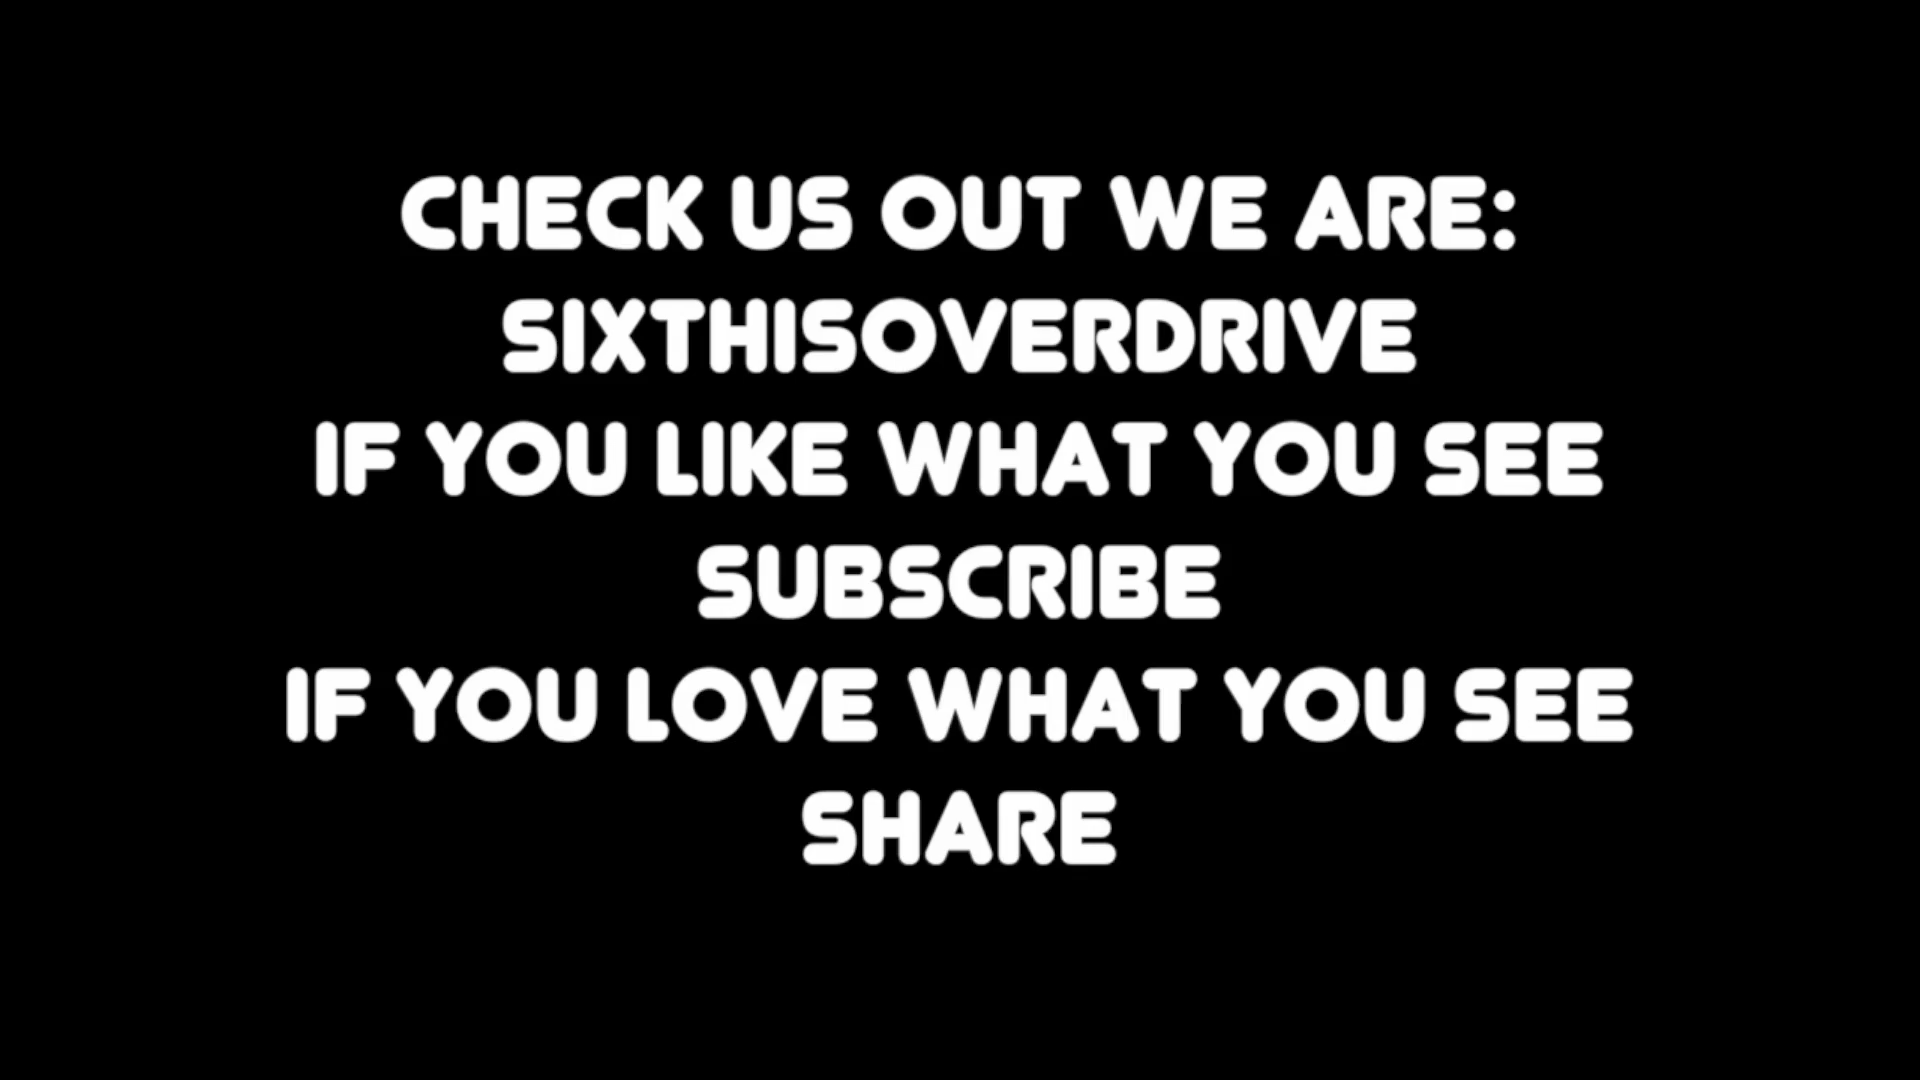 CHECK US OUT WE ARE:
SIXTHISOVERDRIVE
IF YOU LIKE WHAT YOU SEE
SUBSCRIBE
IF YOU LOVE WHAT YOU SEE
SHARE